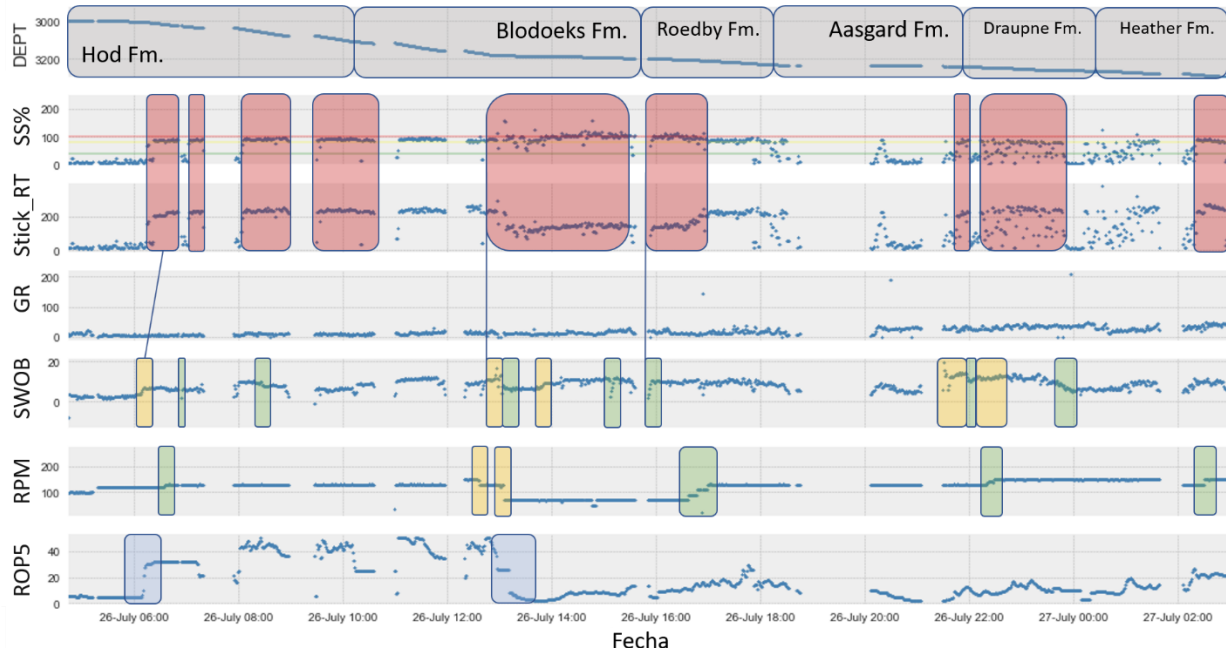 DEPT
3000
3200
Hod Fm.
Blodoeks Fm.
Roedby Fm.
Aasgard Fm.
Draupne Fm.
Heather Fm.
SS%
200
100
0
Stick_RT
200
0
GR
200
100
0
SWOB
20
0
RPM
200
100
ROP5
40
20
0
26-July 06:00 26-July 08:00 26-July 10:00 26-July 12:00 26-July 14:00 26-July 16:00 26-July 18:00 26-July 20:00 26-July 22:00 27-July 00:00 27-July 02:00
Fecha